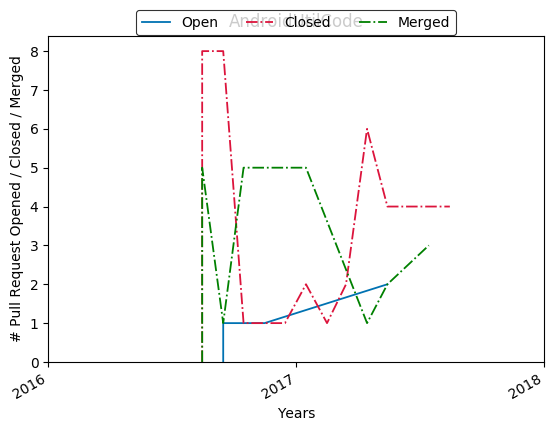 AndroidUtilCode
Open Closed Merged
# Pull Request Opened / Closed / Merged
8
7
6
5
4
3
2
1
0
2016 2017 2018
Years